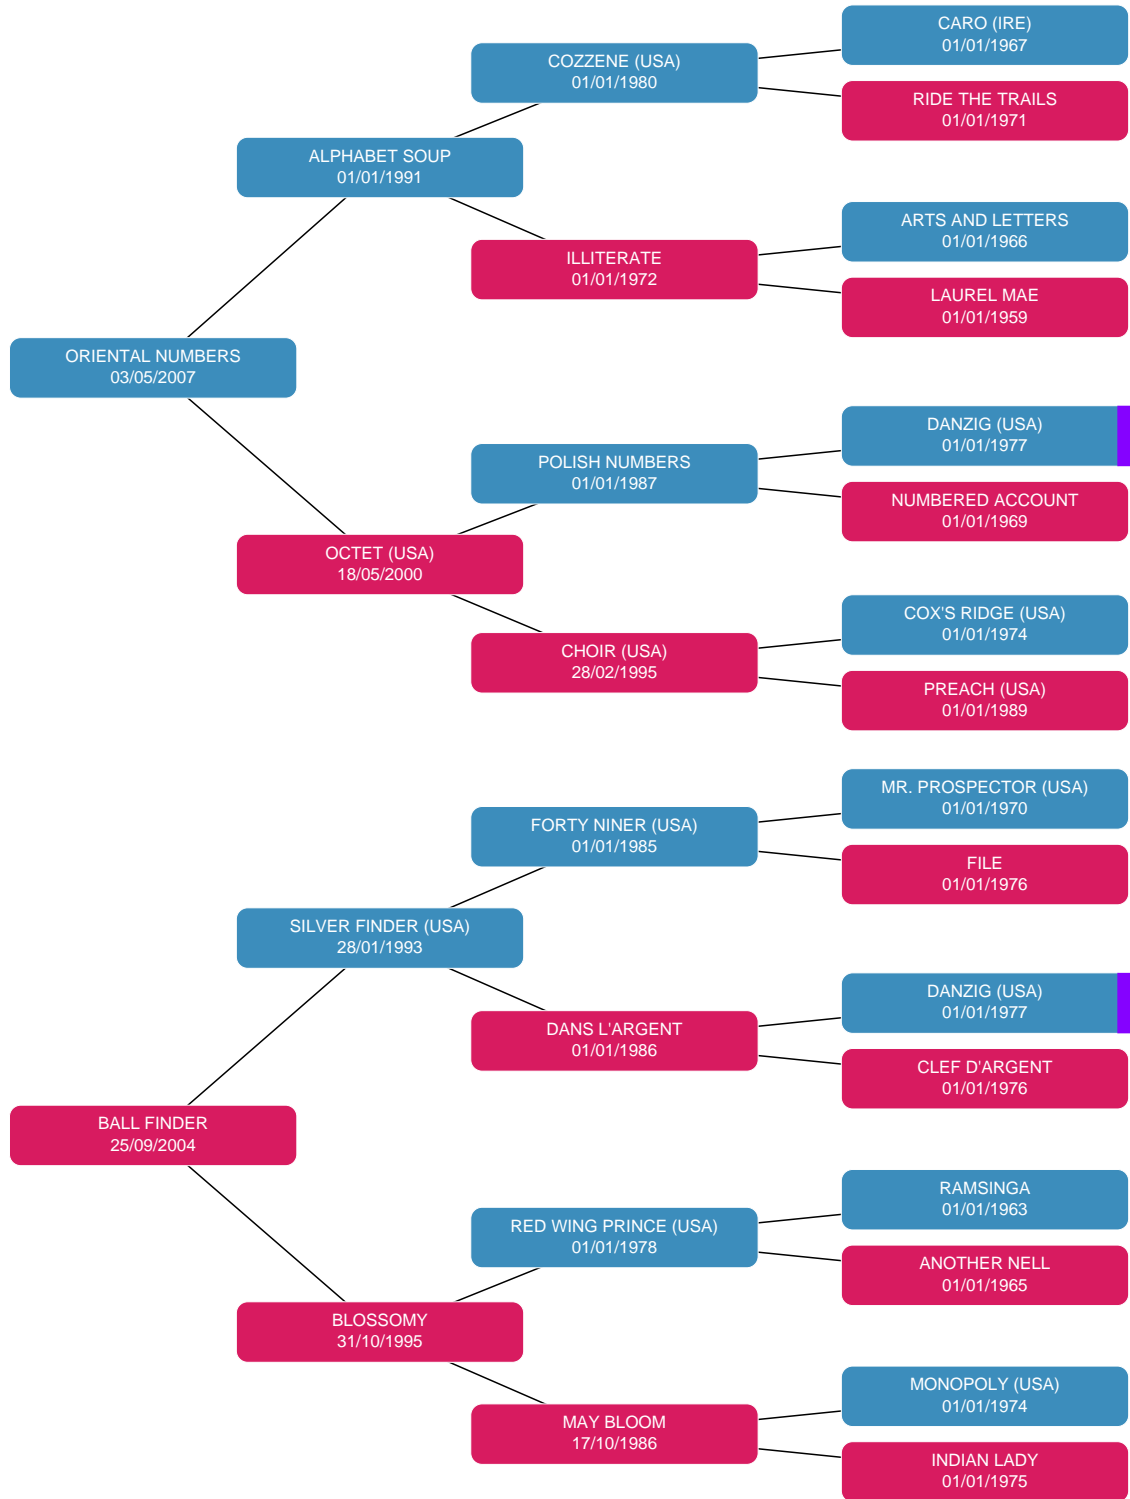 CARO (IRE)
01/01/1967
COZZENE (USA)
01/01/1980
RIDE THE TRAILS
01/01/1971
ALPHABET SOUP
01/01/1991
ARTS AND LETTERS
01/01/1966
ILLITERATE
01/01/1972
LAUREL MAE
01/01/1959
ORIENTAL NUMBERS
03/05/2007
DANZIG (USA)
01/01/1977
POLISH NUMBERS
01/01/1987
NUMBERED ACCOUNT
01/01/1969
OCTET (USA)
18/05/2000
COX'S RIDGE (USA)
01/01/1974
CHOIR (USA)
28/02/1995
PREACH (USA)
01/01/1989
MR. PROSPECTOR (USA)
01/01/1970
FORTY NINER (USA)
01/01/1985
FILE
01/01/1976
SILVER FINDER (USA)
28/01/1993
DANZIG (USA)
01/01/1977
DANS L'ARGENT
01/01/1986
CLEF D'ARGENT
01/01/1976
BALL FINDER
25/09/2004
RAMSINGA
01/01/1963
RED WING PRINCE (USA)
01/01/1978
ANOTHER NELL
01/01/1965
BLOSSOMY
31/10/1995
MONOPOLY (USA)
01/01/1974
MAY BLOOM
17/10/1986
INDIAN LADY
01/01/1975